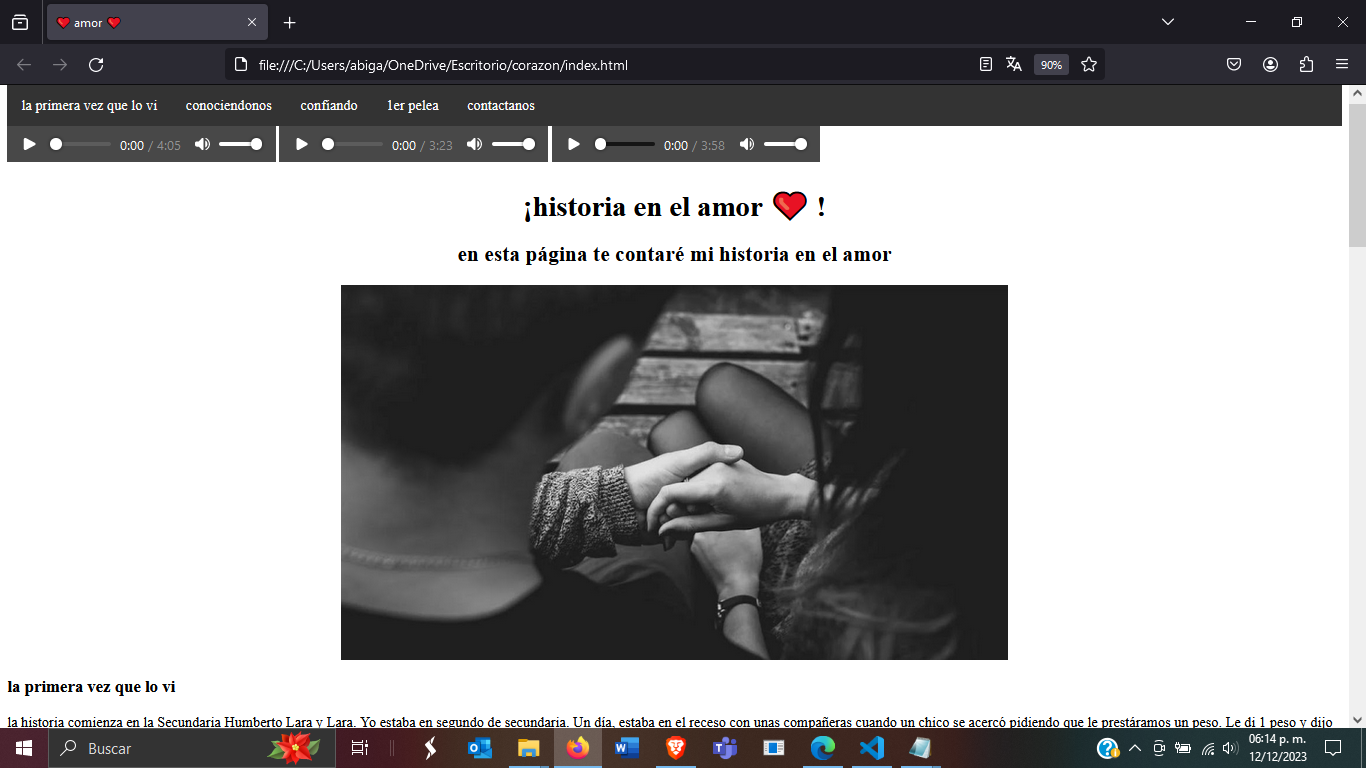 ❤️ amor ❤️
file:///C:/Users/abiga/OneDrive/Escritorio/corazon/index.html
90%
la primera vez que lo vi conociendonos confiando 1er pelea contactanos
0:00 / 4:05 0:00 / 3:23 0:00 / 3:58
¡historia en el amor ❤️ !
en esta página te contaré mi historia en el amor
la primera vez que lo vi
la historia comienza en la Secundaria Humberto Lara y Lara. Yo estaba en segundo de secundaria. Un día, estaba en el receso con unas compañeras cuando un chico se acercó pidiendo que le prestáramos un peso. Le di 1 peso y dijo
Buscar
06:14 p. m.
12/12/2023